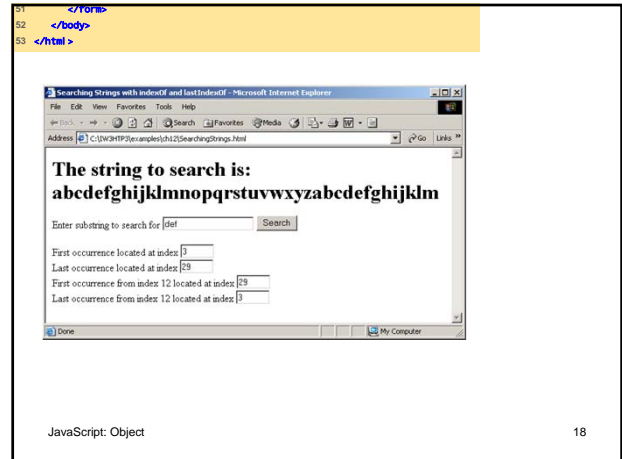 51 </form>
52 </body>
53 </html>
Searching Strings with indexOf and lastIndexOf - Microsoft Internet Explorer
File Edit View Favorites Tools Help
Back Search Favorites Media
Address C:\IW3HTP3\examples\ch12\SearchingStrings.html Go Links »
The string to search is:
abcdefghijklmnopqrstuvwxyzabcdefghijklm
Enter substring to search for def Search
First occurrence located at index 3
Last occurrence located at index 29
First occurrence from index 12 located at index 29
Last occurrence from index 12 located at index 3
Done My Computer
JavaScript: Object 18